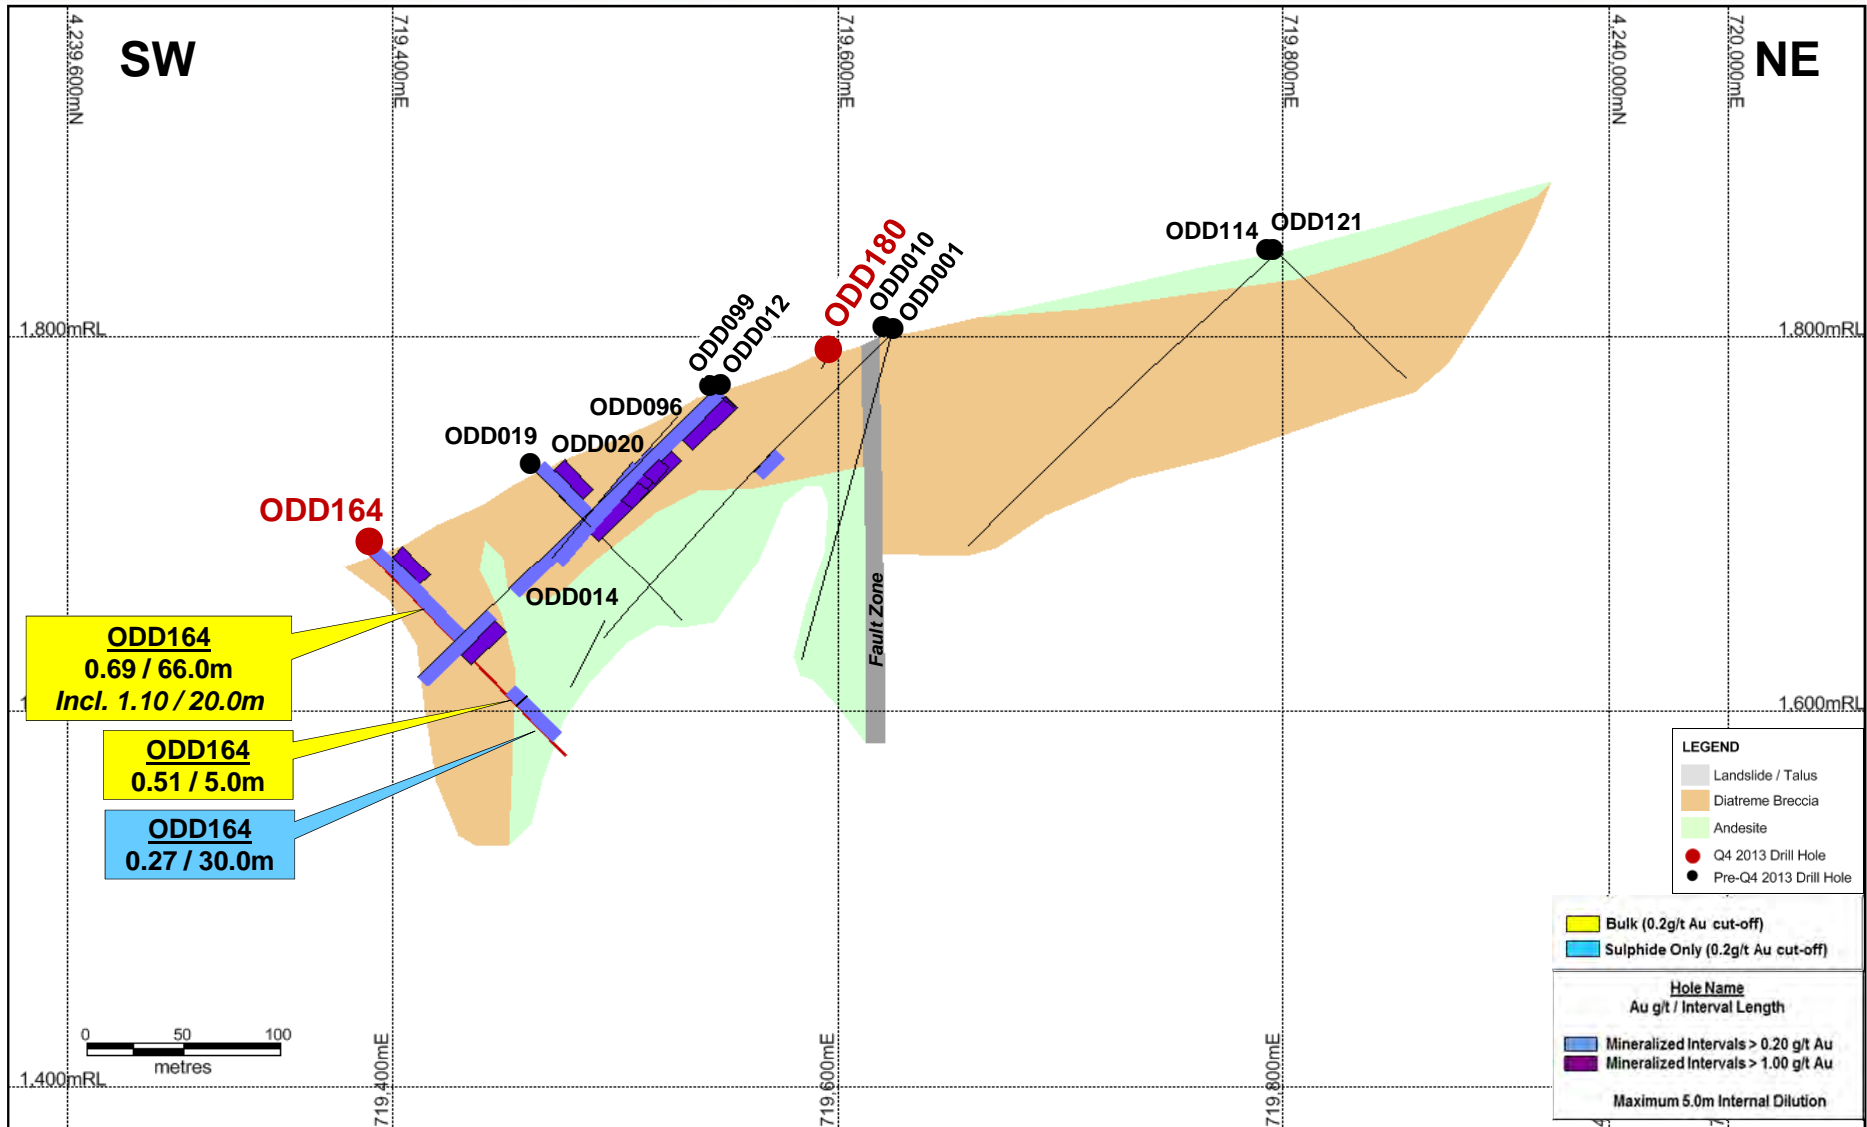 4,239,600mN
719,400mE
719,600mE
719,800mE
4,240,000mN
720,000mE
SW
NE
ODD114
ODD121
ODD180
ODD010
ODD001
ODD099
ODD012
1,800mRL
1,800mRL
ODD096
ODD019
ODD020
ODD164
ODD014
Fault Zone
ODD164
0.69 / 66.0m
Incl. 1.10 / 20.0m
1,600mRL
ODD164
0.51 / 5.0m
ODD164
0.27 / 30.0m
LEGEND
Landslide / Talus
Diatreme Breccia
Andesite
Q4 2013 Drill Hole
Pre-Q4 2013 Drill Hole
Bulk (0.2g/t Au cut-off)
Sulphide Only (0.2g/t Au cut-off)
Hole Name
Au g/t / Interval Length
Mineralized Intervals > 0.20 g/t Au
Mineralized Intervals > 1.00 g/t Au
Maximum 5.0m Internal Dilution
0 50 100
metres
1,400mRL
719,400mE
719,600mE
719,800mE